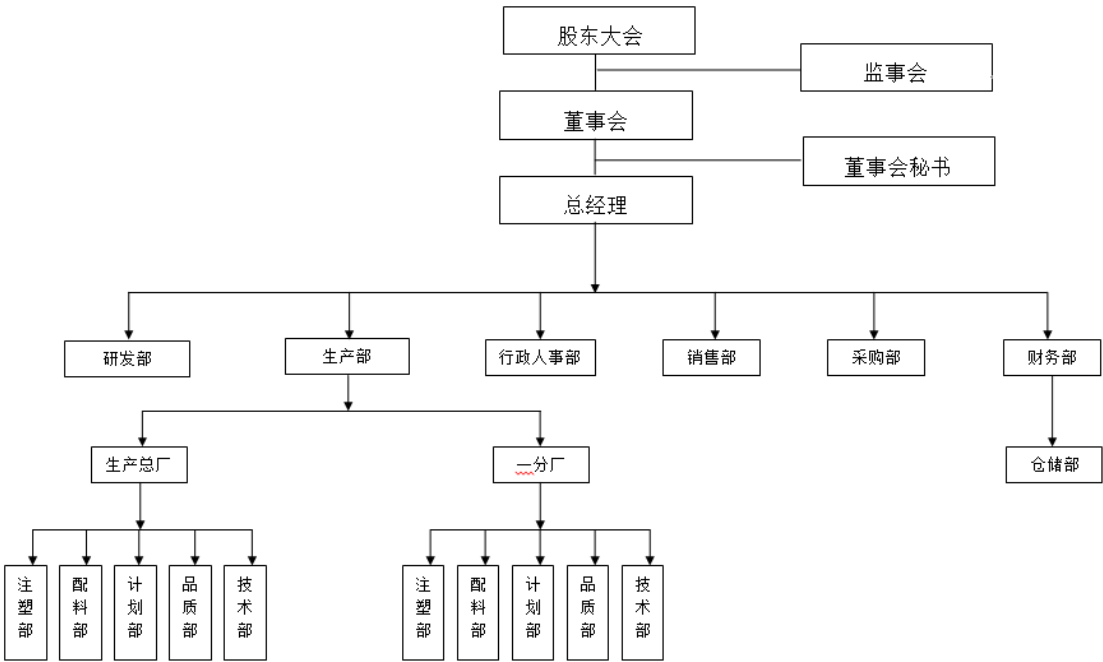 股东大会
监事会
董事会
董事会秘书
总经理
研发部
生产部
行政人事部
销售部
采购部
财务部
生产总厂
一分厂
仓储部
注塑部
配料部
计划部
品质部
技术部
注塑部
配料部
计划部
品质部
技术部